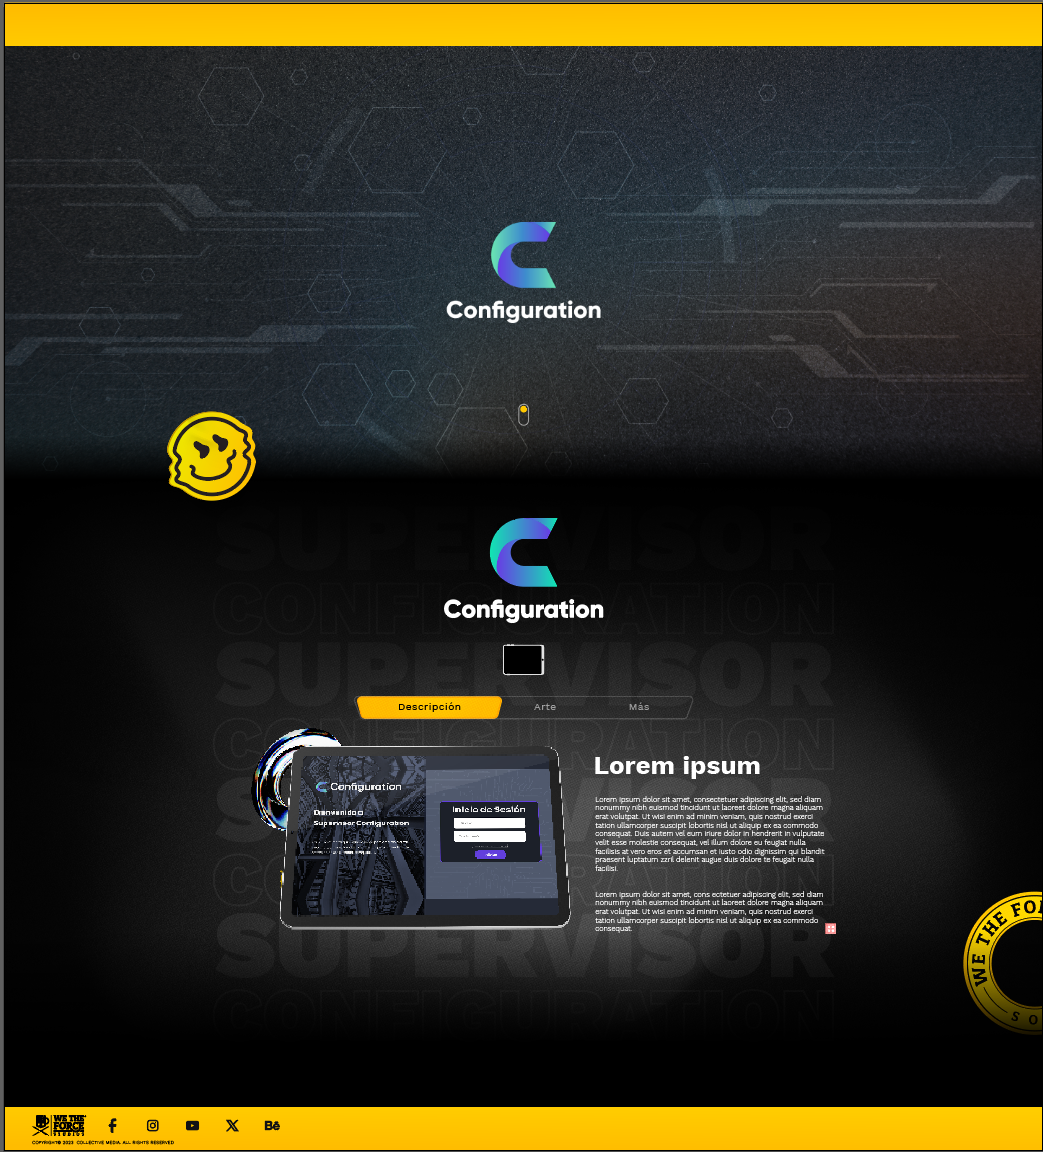 Configuration
SUPERVISOR
CONFIGURATION
Configuration
SUPERVISOR
Descripción
Arte
Más
CONFIGURATION
Configuration
Bienvenido a
Supervisor Configuration
Inicio de Sesión
Lorem ipsum
Lorem ipsum dolor sit amet, consectetuer adipiscing elit, sed diam
nonummy nibh euismod tincidunt ut laoreet dolore magna aliquam
erat volutpat. Ut wisi enim ad minim veniam, quis nostrud exerci
tation ullamcorper suscipit lobortis nisl ut aliquip ex ea commodo
consequat. Duis autem vel eum iriure dolor in hendrerit in vulputate
velit esse molestie consequat, vel illum dolore eu feugiat nulla
facilisis at vero eros et accumsan et iusto odio dignissim qui blandit
praesent luptatum zzril delenit augue duis dolore te feugait nulla
facilisi.
Lorem ipsum dolor sit amet, cons ectetuer adipiscing elit, sed diam
nonummy nibh euismod tincidunt ut laoreet dolore magna aliquam
erat volutpat. Ut wisi enim ad minim veniam, quis nostrud exerci
tation ullamcorper suscipit lobortis nisl ut aliquip ex ea commodo
consequat.
SUPERVISOR
CONFIGURATION
SUPERVISOR
CONFIGURATION
WE THE FO
SO
WE THE
FORCE
STUDIOS
Bē
COPYRIGHT© 2023 COLLECTIVE MEDIA. ALL RIGHTS RESERVED